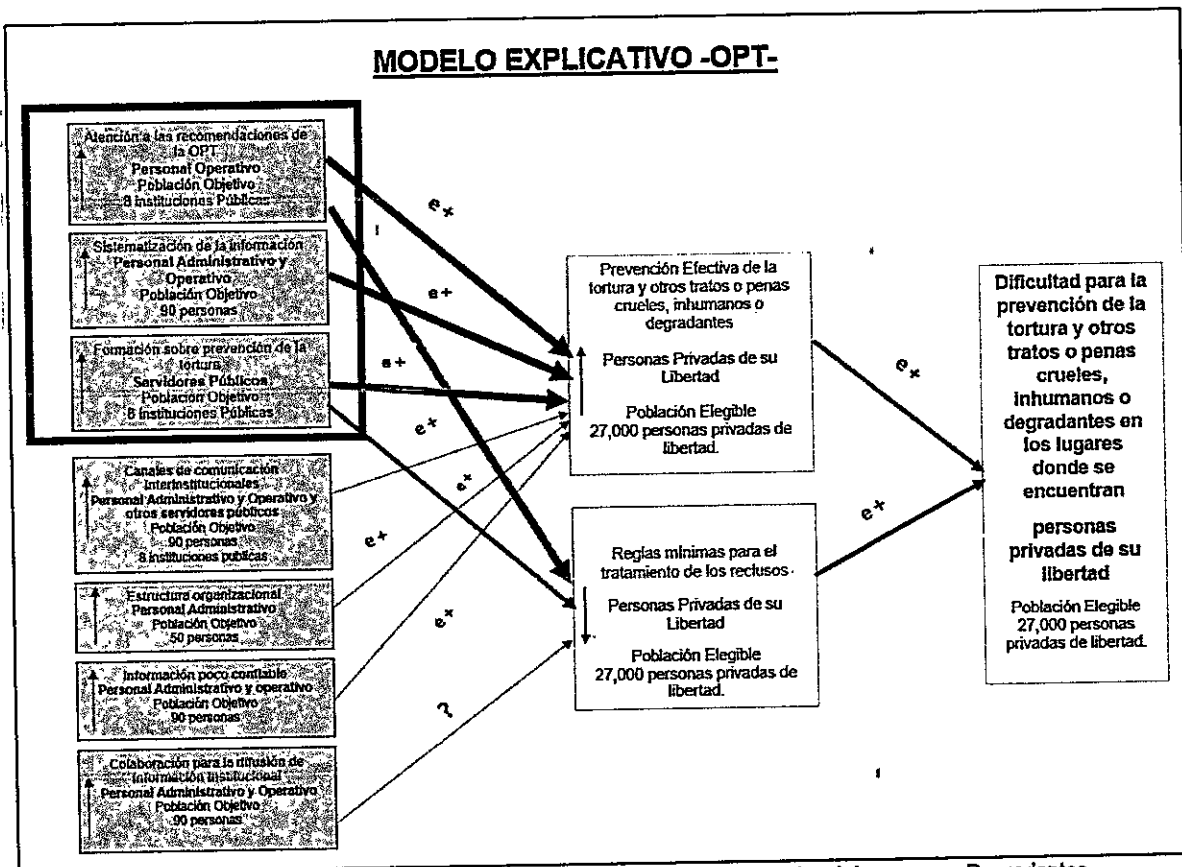 MODELO EXPLICATIVO -OPT-
Atención a las recomendaciones de
la OPT
Personal Operativo
Población Objetivo
8 instituciones Públicas
Sistematización de la información
Personal Administrativo y
Operativo
Población Objetivo
90 personas
Formación sobre prevención de la
tortura
Servidores Públicos
Población Objetivo
8 instituciones Públicas
Canales de comunicación
Interinstitucionales
Personal Administrativo y Operativo y
otros servidores públicos
Población Objetivo
90 personas
8 instituciones publicas
Estructura organizacional
Personal Administrativo
Población Objetivo
50 personas
Información poco confiable
Personal Administrativo y operativo
Población Objetivo
90 personas
Colaboración para la difusión de
información institucional
Personal Administrativo y Operativo
Población Objetivo
90 personas
e+
e+
e+
e+
e+
e+
e+
?
Prevención Efectiva de la
tortura y otros tratos o penas
crueles, inhumanos o
degradantes
Personas Privadas de su
Libertad
Población Elegible
27,000 personas privadas de
libertad.
Reglas mínimas para el
tratamiento de los reclusos.
Personas Privadas de su
Libertad
Población Elegible
27,000 personas privadas de
libertad.
e+
e+
Dificultad para la
prevención de la
tortura y otros
tratos o penas
crueles,
inhumanos o
degradantes en
los lugares
donde se
encuentran
personas
privadas de su
libertad
Población Elegible
27,000 personas
privadas de libertad.